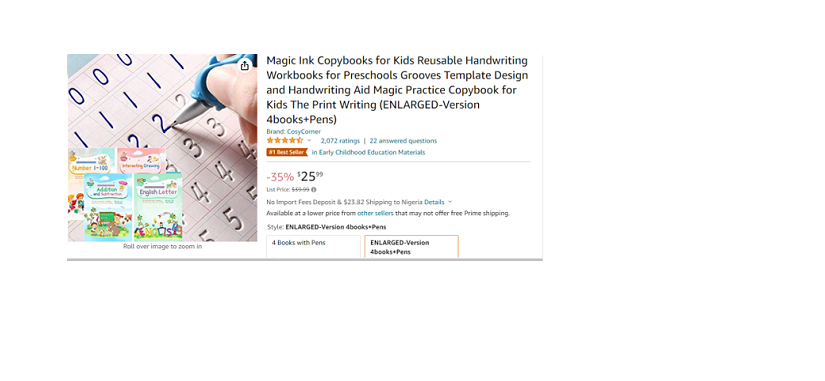 Magic Ink Copybooks for Kids Reusable Handwriting
Workbooks for Preschools Grooves Template Design
and Handwriting Aid Magic Practice Copybook for
Kids The Print Writing (ENLARGED-Version
4books+Pens)
Brand: CosyCorner
2,072 ratings | 22 answered questions
#1 Best Seller in Early Childhood Education Materials
-35% $25.99
List Price: $39.99
No Import Fees Deposit & $23.82 Shipping to Nigeria Details
Available at a lower price from other sellers that may not offer free Prime shipping.
Style: ENLARGED-Version 4books+Pens
4 Books with Pens
ENLARGED-Version
4books+Pens
Number 1-100
Interesting Drawing
Addition
and Subtraction
English Letter
Roll over image to zoom in